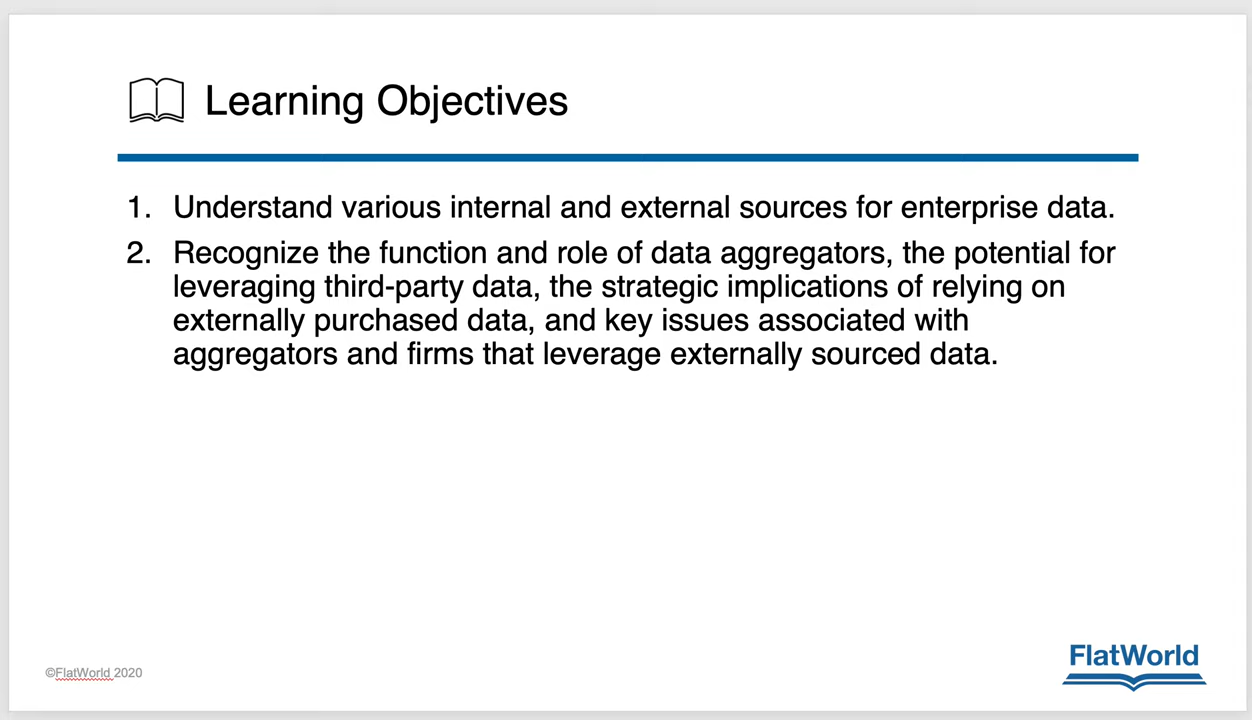 Learning Objectives
1. Understand various internal and external sources for enterprise data.
2. Recognize the function and role of data aggregators, the potential for
leveraging third-party data, the strategic implications of relying on
externally purchased data, and key issues associated with
aggregators and firms that leverage externally sourced data.
©FlatWorld 2020
FlatWorld